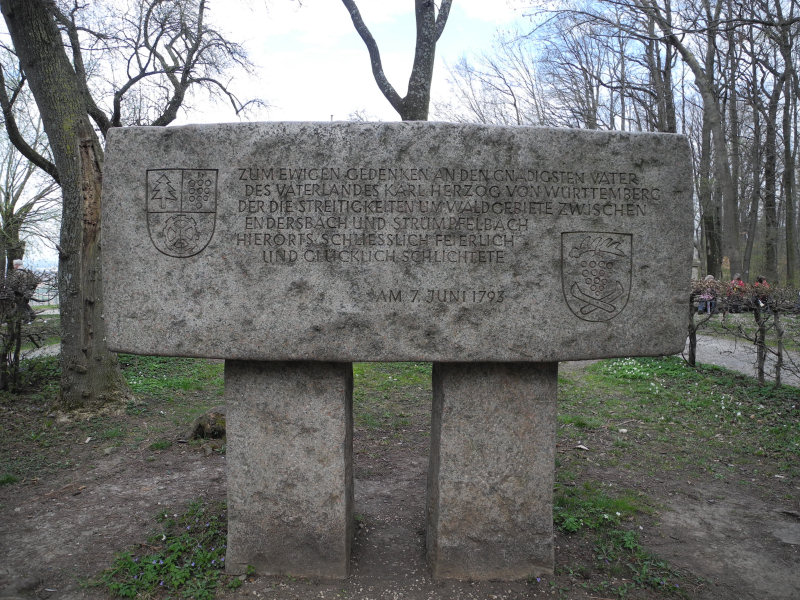 ZUM EWIGEN GEDENKEN AN DEN GNÄDIGSTEN VATER
DES VATERLANDES KARL HERZOG VON WÜRTTEMBERG
DER DIE STREITIGKEITEN UM WALDGEBIETE ZWISCHEN
ENDERSBACH UND STRÜMPFELBACH
HIERORTS SCHLIESSLICH FEIERLICH
UND GLÜCKLICH SCHLICHTETE
AM 7. JUNI 1793